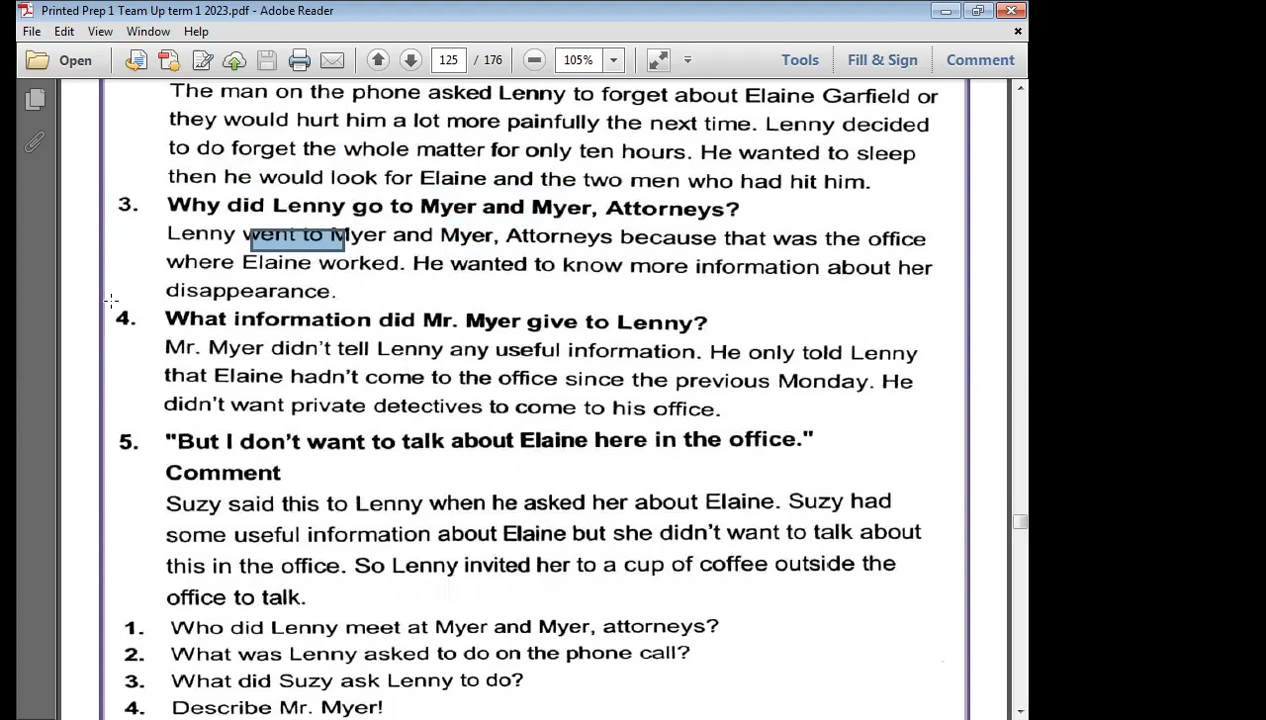 Printed Prep 1 Team Up term 1 2023.pdf - Adobe Reader
File Edit View Window Help
Open 125 / 176 105% Tools Fill & Sign Comment
The man on the phone asked Lenny to forget about Elaine Garfield or
they would hurt him a lot more painfully the next time. Lenny decided
to do forget the whole matter for only ten hours. He wanted to sleep
then he would look for Elaine and the two men who had hit him.
3. Why did Lenny go to Myer and Myer, Attorneys?
Lenny went to Myer and Myer, Attorneys because that was the office
where Elaine worked. He wanted to know more information about her
disappearance.
4. What information did Mr. Myer give to Lenny?
Mr. Myer didn't tell Lenny any useful information. He only told Lenny
that Elaine hadn't come to the office since the previous Monday. He
didn't want private detectives to come to his office.
5. "But I don't want to talk about Elaine here in the office."
Comment
Suzy said this to Lenny when he asked her about Elaine. Suzy had
some useful information about Elaine but she didn't want to talk about
this in the office. So Lenny invited her to a cup of coffee outside the
office to talk.
1. Who did Lenny meet at Myer and Myer, attorneys?
2. What was Lenny asked to do on the phone call?
3. What did Suzy ask Lenny to do?
4. Describe Mr. Myer!